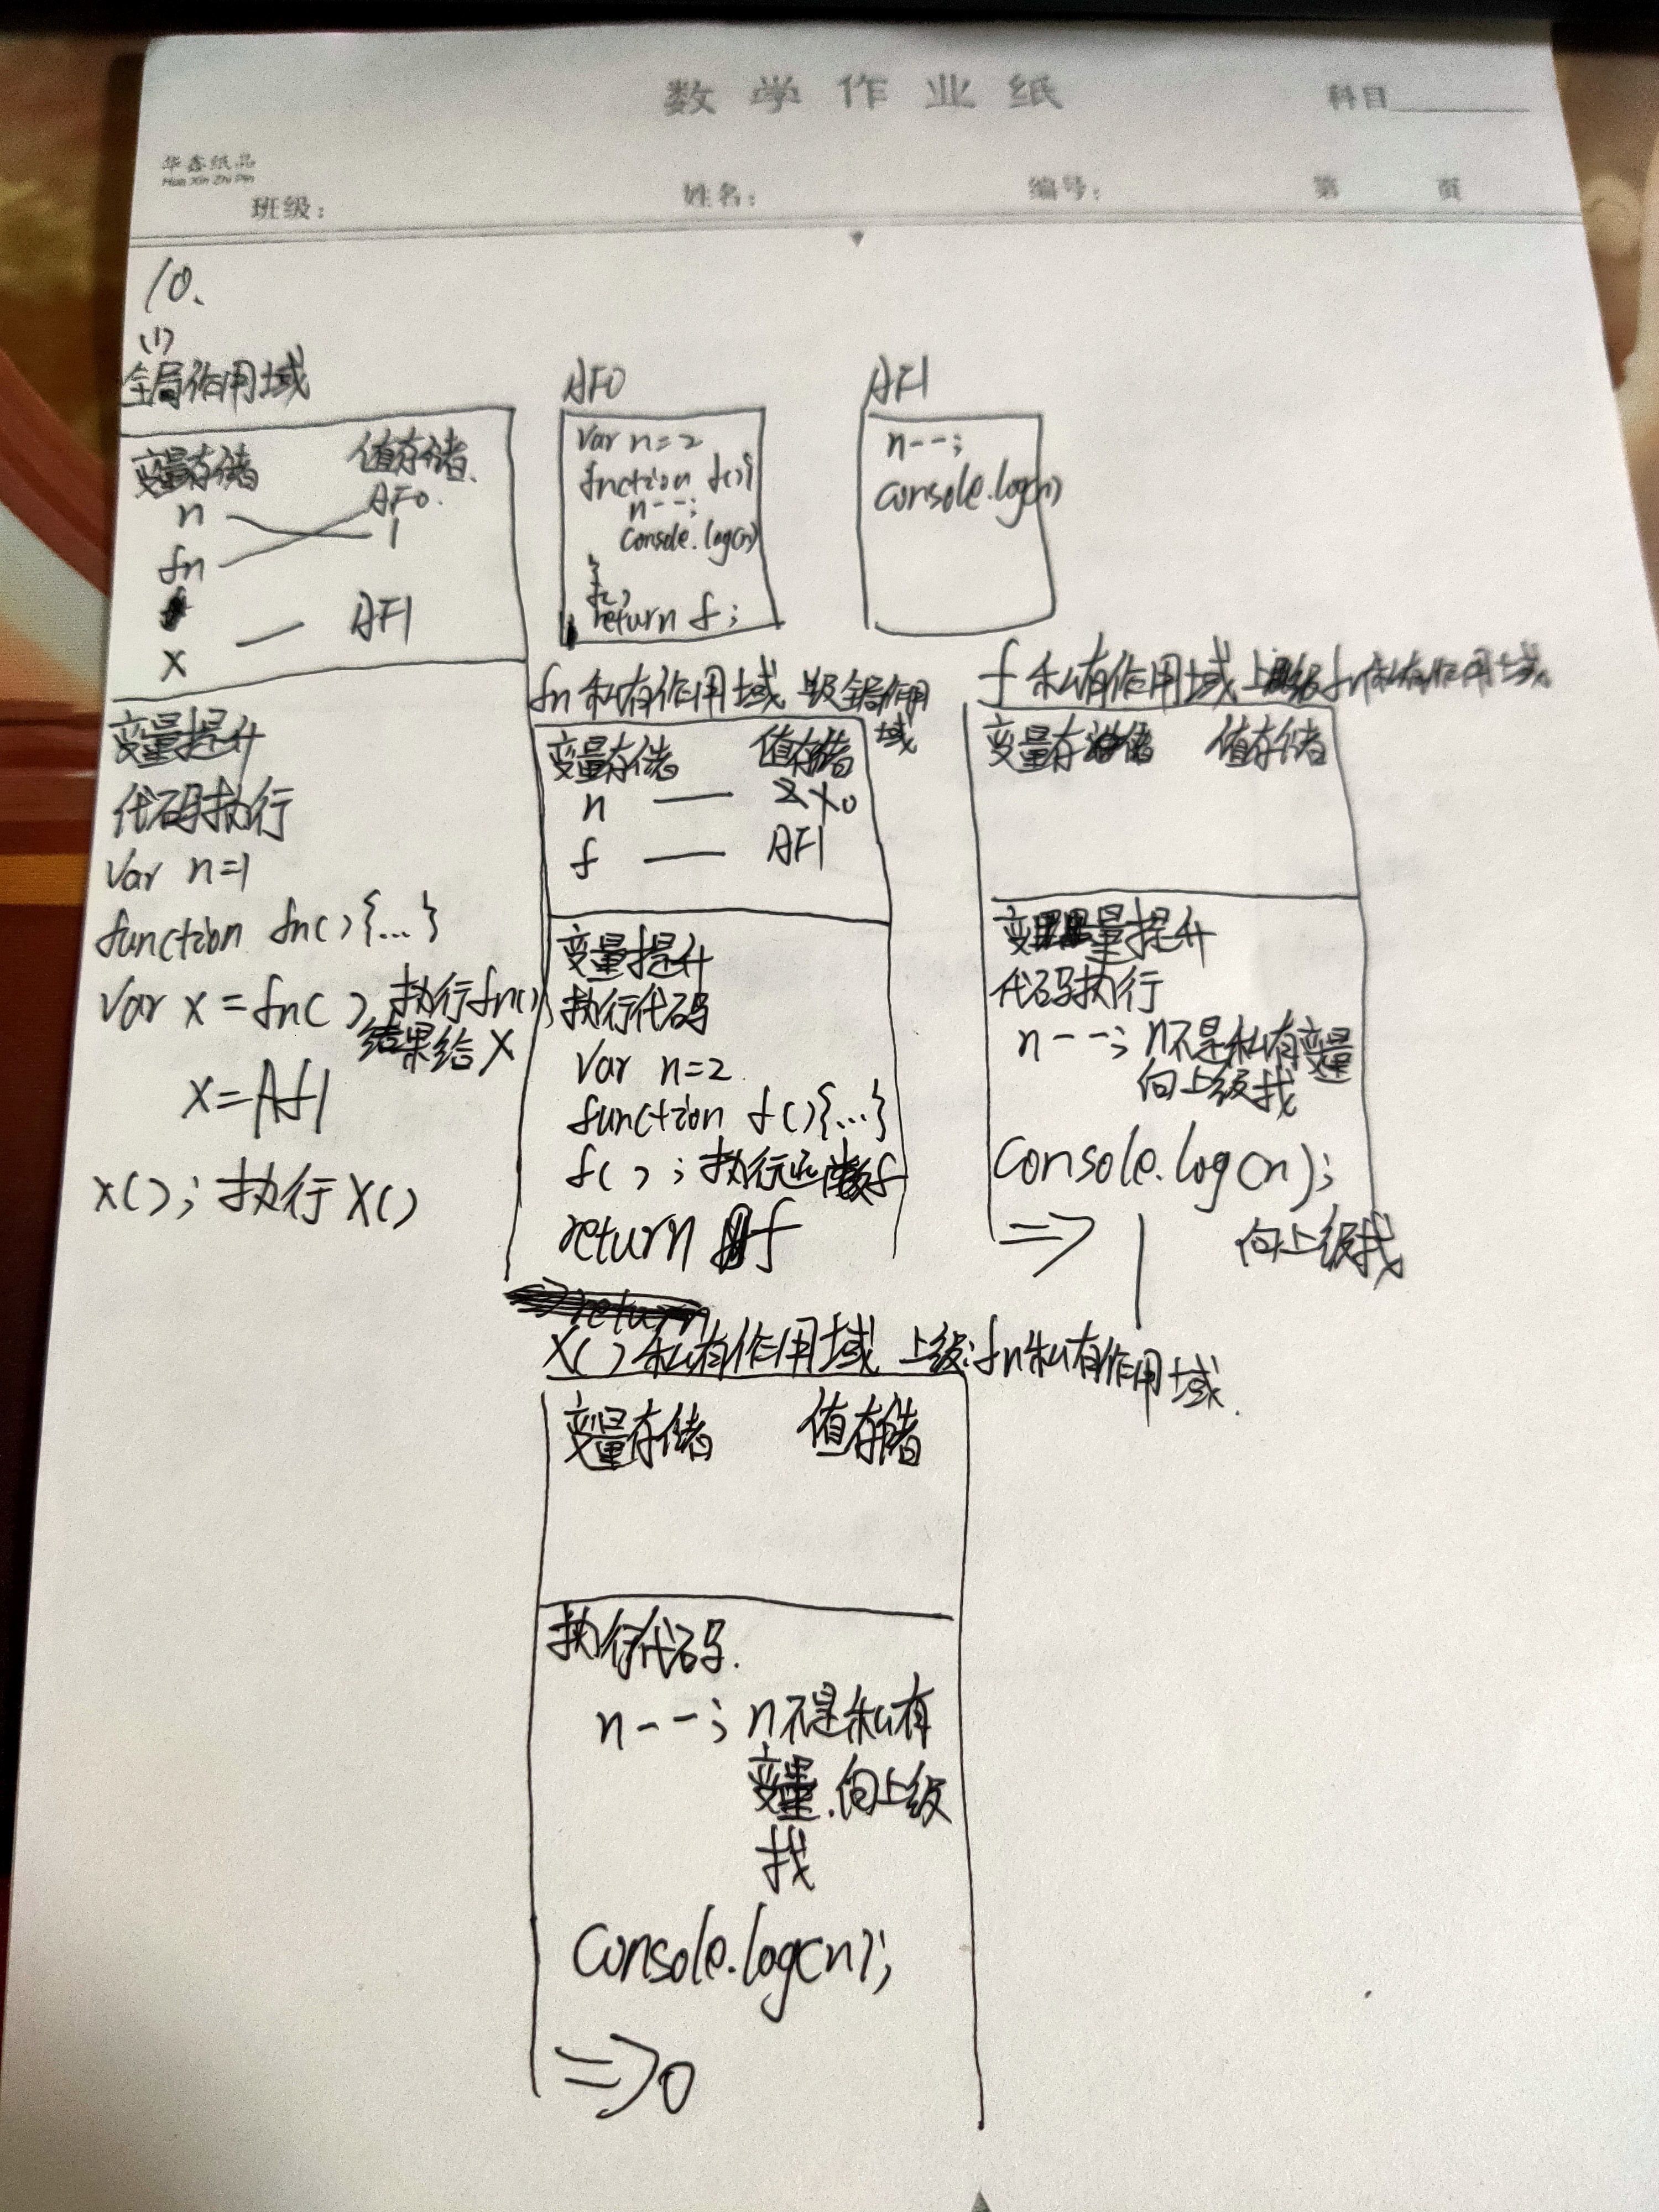 数学作业纸
科目
华鑫纸品
Hua Xin Zhi Pin
班级:
姓名:
编号:
第 页
10、
(1)
全局作用域
变量存储 值存储
n AF0.
fn 1
x AF1
变量提升
代码执行
var n=1
function fn(){...}
var x=fn() 执行fn()
结果给X
x=Af1
x(); 执行x()
AF0
var n=2
function f(){
n--;
console.log(n)
}
f()
return f;
AF1
n--;
console.log(n)
fn私有作用域 全局作用
域
变量存储 值存储
n 2 1 0
f AF1
变量提升
执行代码
var n=2
function f(){...}
f(); 执行函数f
return f
f私有作用域 上级fn私有作用域
变量存储 值存储
变量提升
代码执行
n--; n不是私有变量
向上级找
console.log(n);
=> 1 向上级找
x()私有作用域 上级:fn私有作用域.
变量存储 值存储
执行代码.
n--; n不是私有
变量.向上级
找
console.log(n);
=>0